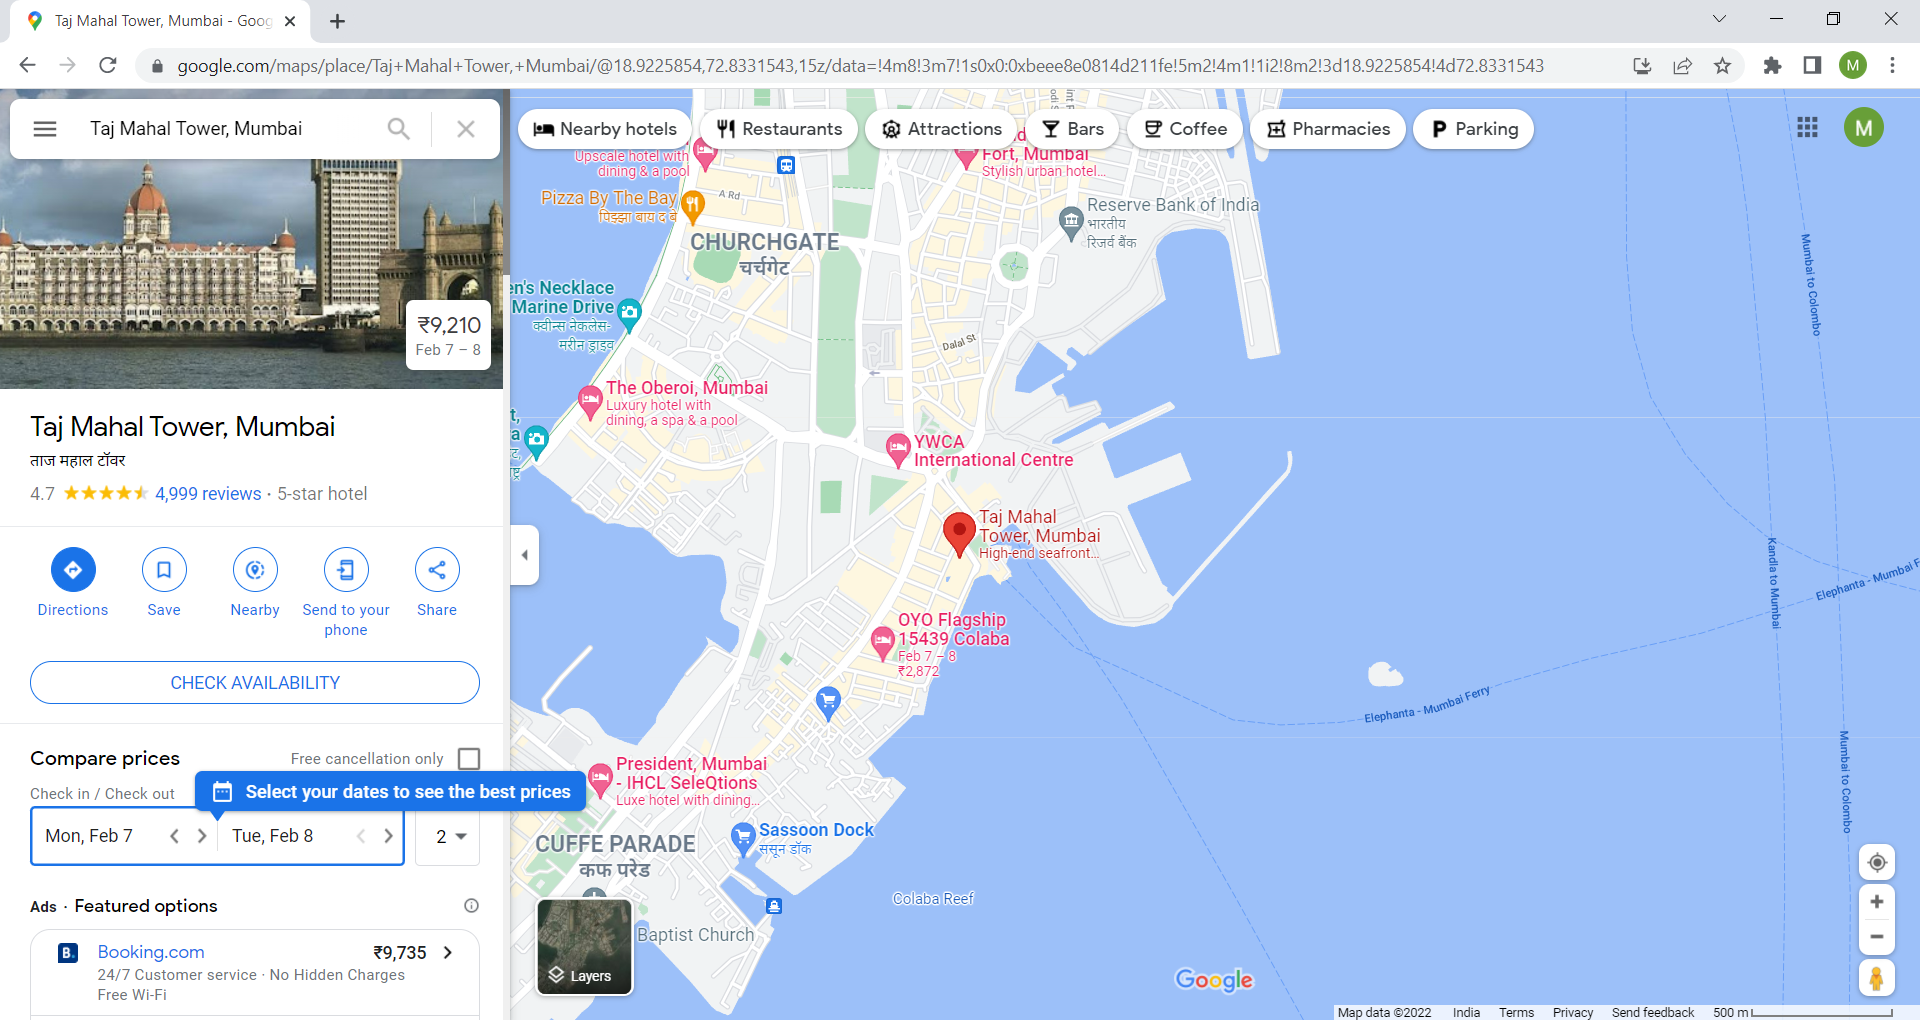 Taj Mahal Tower, Mumbai - Goog
google.com/maps/place/Taj+Mahal+Tower,+Mumbai/@18.9225854,72.8331543,15z/data=!4m8!3m7!1s0x0:0xbeee8e0814d211fe!5m2!4m1!1i2!8m2!3d18.9225854!4d72.8331543
M
Taj Mahal Tower, Mumbai
₹9,210
Feb 7 – 8
Taj Mahal Tower, Mumbai
ताज महाल टॉवर
4.7 4,999 reviews · 5-star hotel
Directions
Save
Nearby
Send to your phone
Share
CHECK AVAILABILITY
Compare prices
Free cancellation only
Check in / Check out
Select your dates to see the best prices
Mon, Feb 7
Tue, Feb 8
2
Ads · Featured options
B.
Booking.com
₹9,735
24/7 Customer service · No Hidden Charges
Free Wi-Fi
Nearby hotels
Restaurants
Attractions
Bars
Coffee
Pharmacies
P Parking
M
Upscale hotel with
dining & a pool
Fort, Mumbai
Stylish urban hotel...
Pizza By The Bay
पिझ्झा बाय द बे
A Rd
Reserve Bank of India
भारतीय
रिजर्व बैंक
CHURCHGATE
चर्चगेट
en's Necklace
Marine Drive
क्वीन्स नेकलेस-
मरीन ड्राइव
Dalal St
The Oberoi, Mumbai
Luxury hotel with
dining, a spa & a pool
YWCA
International Centre
Taj Mahal
Tower, Mumbai
High-end seafront...
OYO Flagship
15439 Colaba
Feb 7 – 8
₹2,872
President, Mumbai
- IHCL SeleQtions
Luxe hotel with dining...
CUFFE PARADE
कफ परेड
Sassoon Dock
ससून डॉक
Colaba Reef
Baptist Church
Layers
Mumbai to Colombo
Kandla to Mumbai
Elephanta - Mumbai F
Elephanta - Mumbai Ferry
Mumbai to Colombo
Google
Map data ©2022 India Terms Privacy Send feedback 500 m